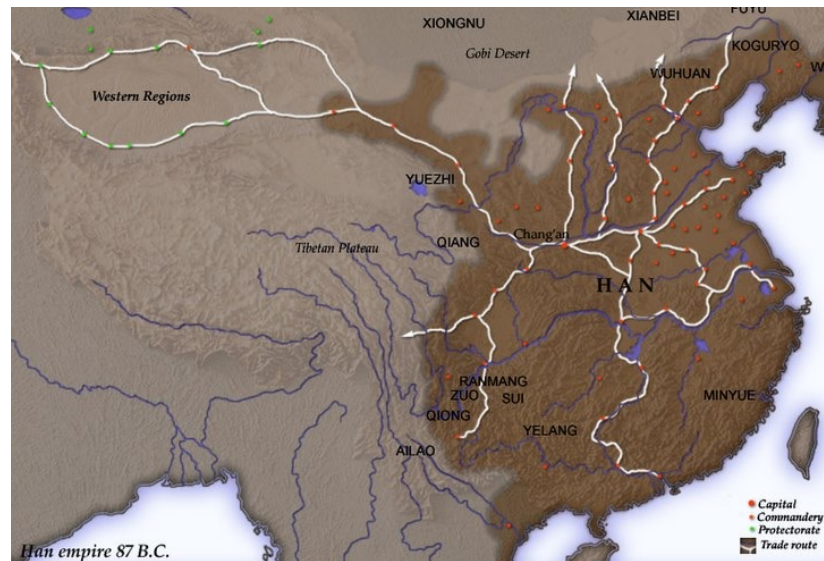 XIONGNU
XIANBEI
FUYU
Gobi Desert
KOGURYO
WUHUAN
W
Western Regions
YUEZHI
QIANG
Chang'an
Tibetan Plateau
HAN
RANMANG
ZUO
SUI
QIONG
MINYUE
YELANG
AILAO
Capital
Commandery
Protectorate
Trade route
Han empire 87 B.C.